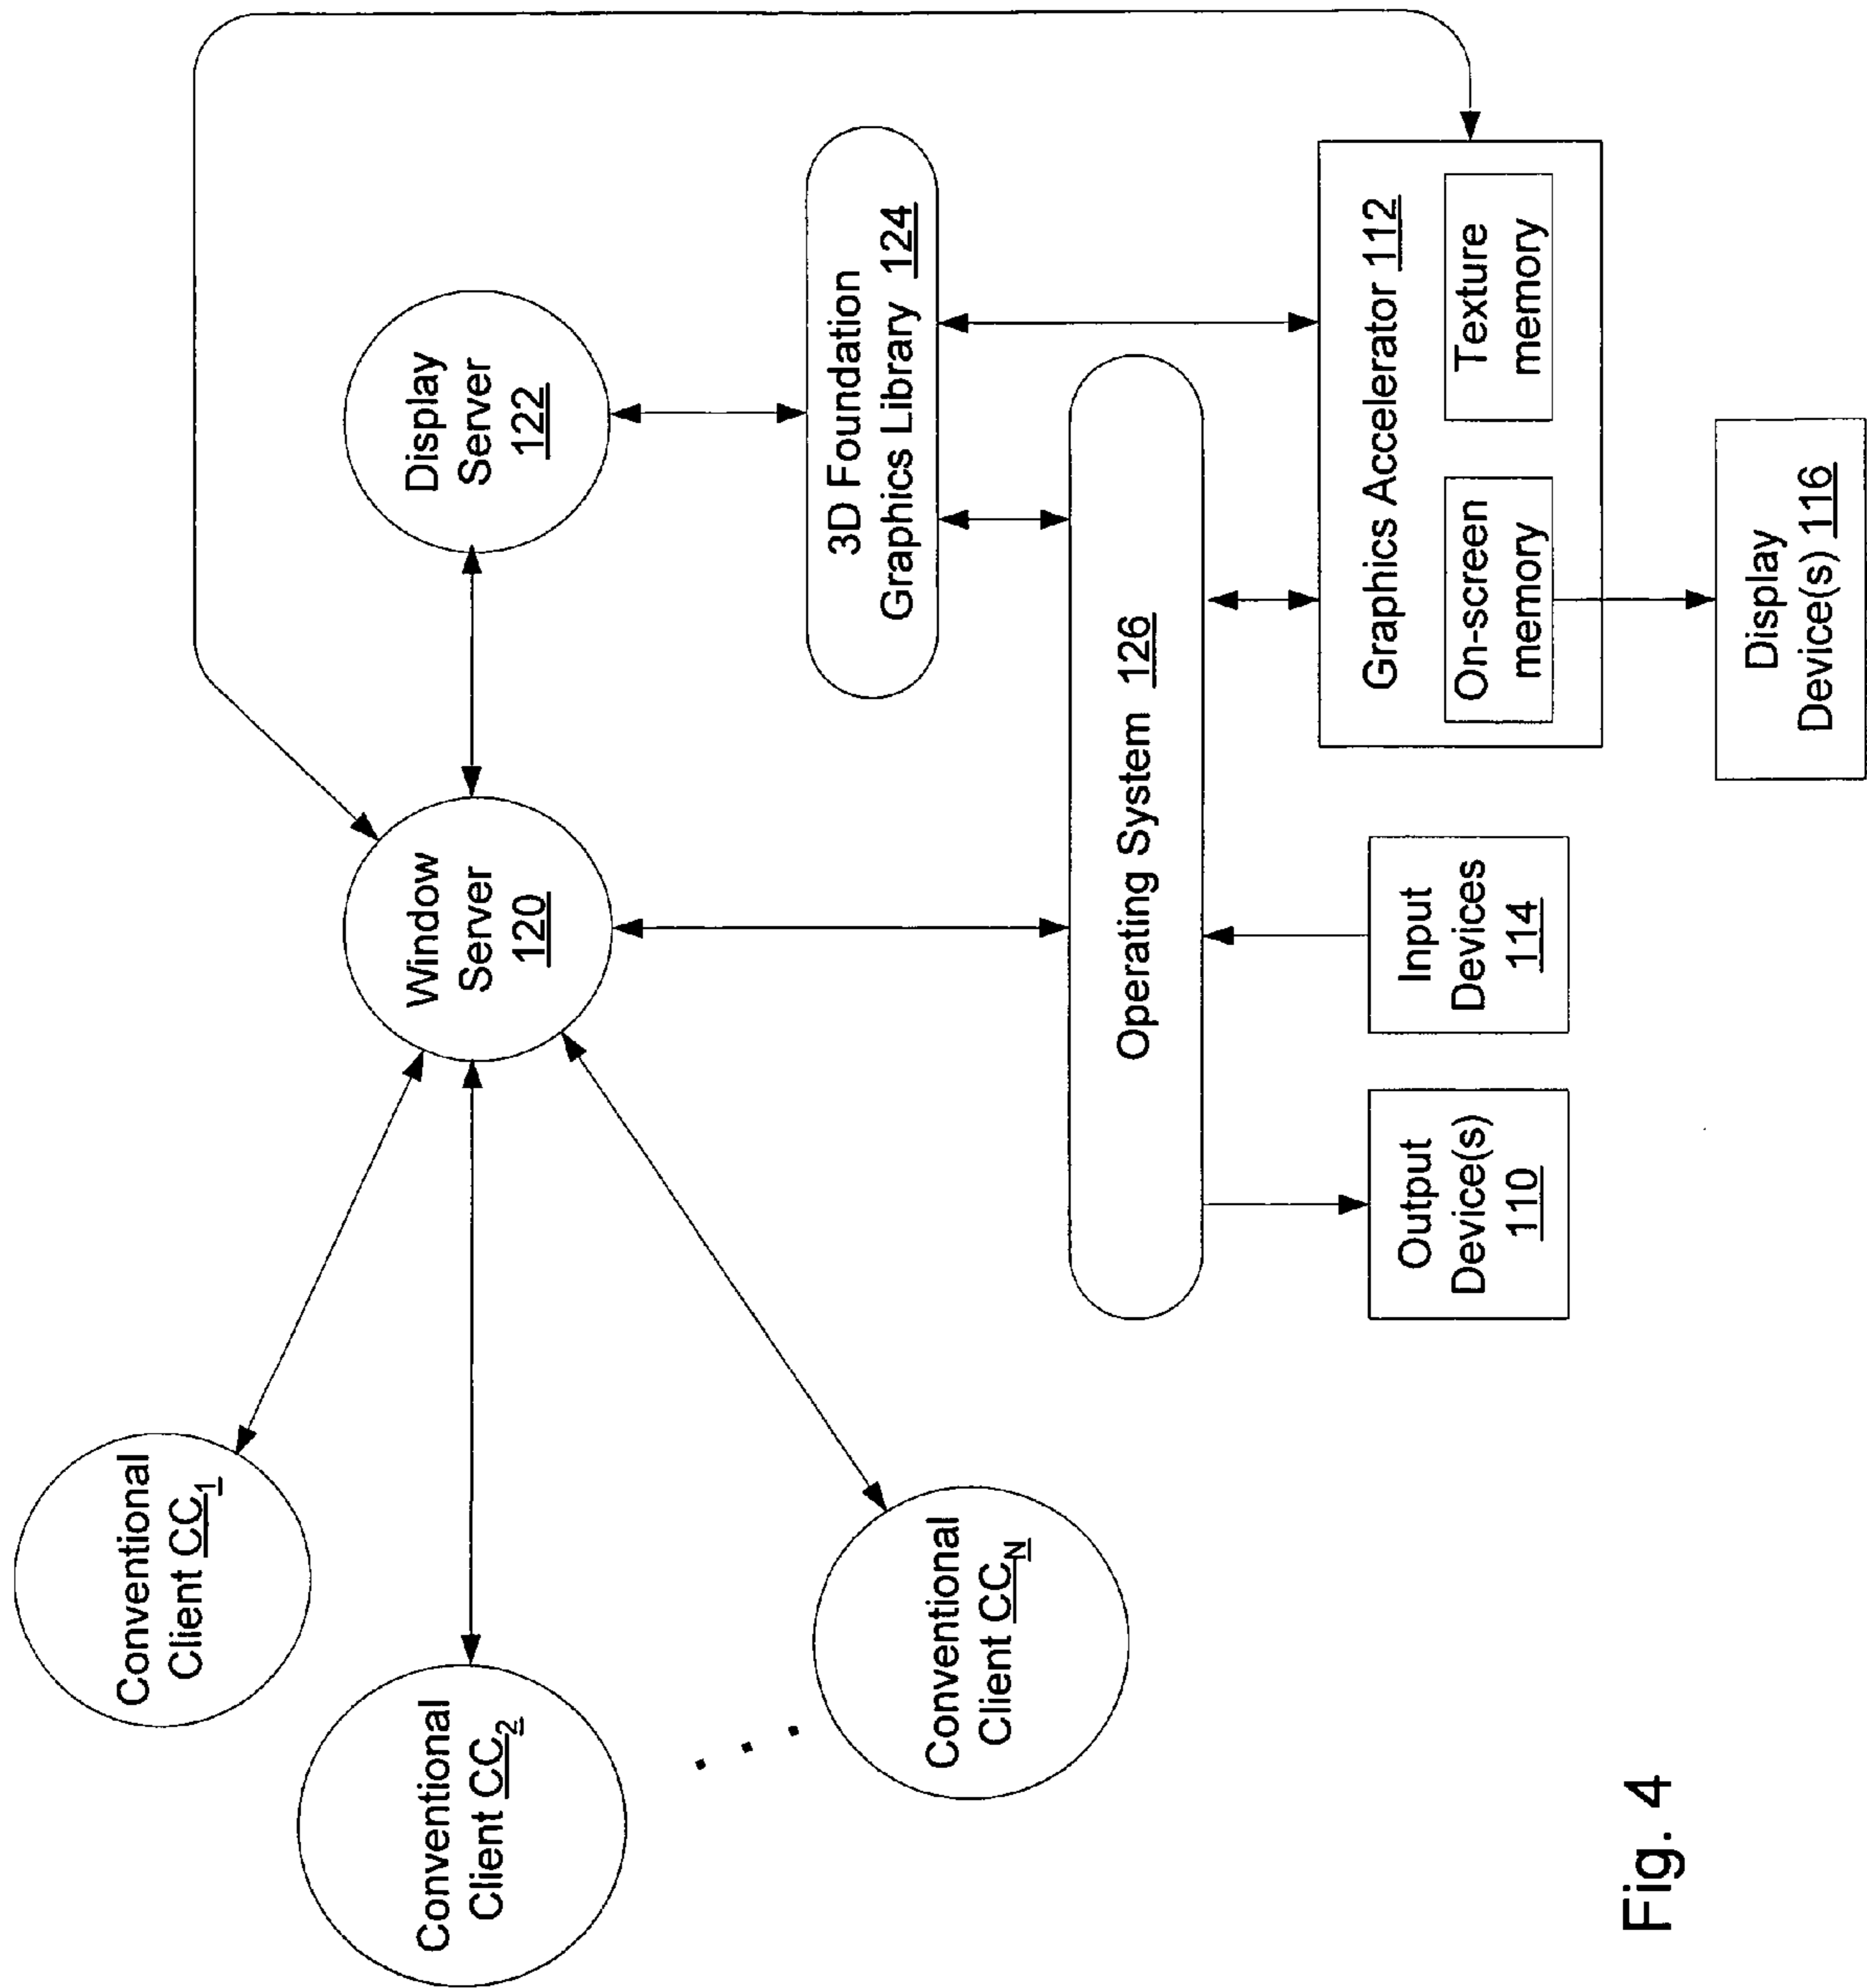 Conventional
Client CC1
Conventional
Client CC2
Conventional
Client CCN
Window
Server
120
Display
Server
122
3D Foundation
Graphics Library 124
Operating System 126
Output
Device(s)
110
Input
Devices
114
Graphics Accelerator 112
On-screen
memory
Texture
memory
Display
Device(s) 116
Fig. 4